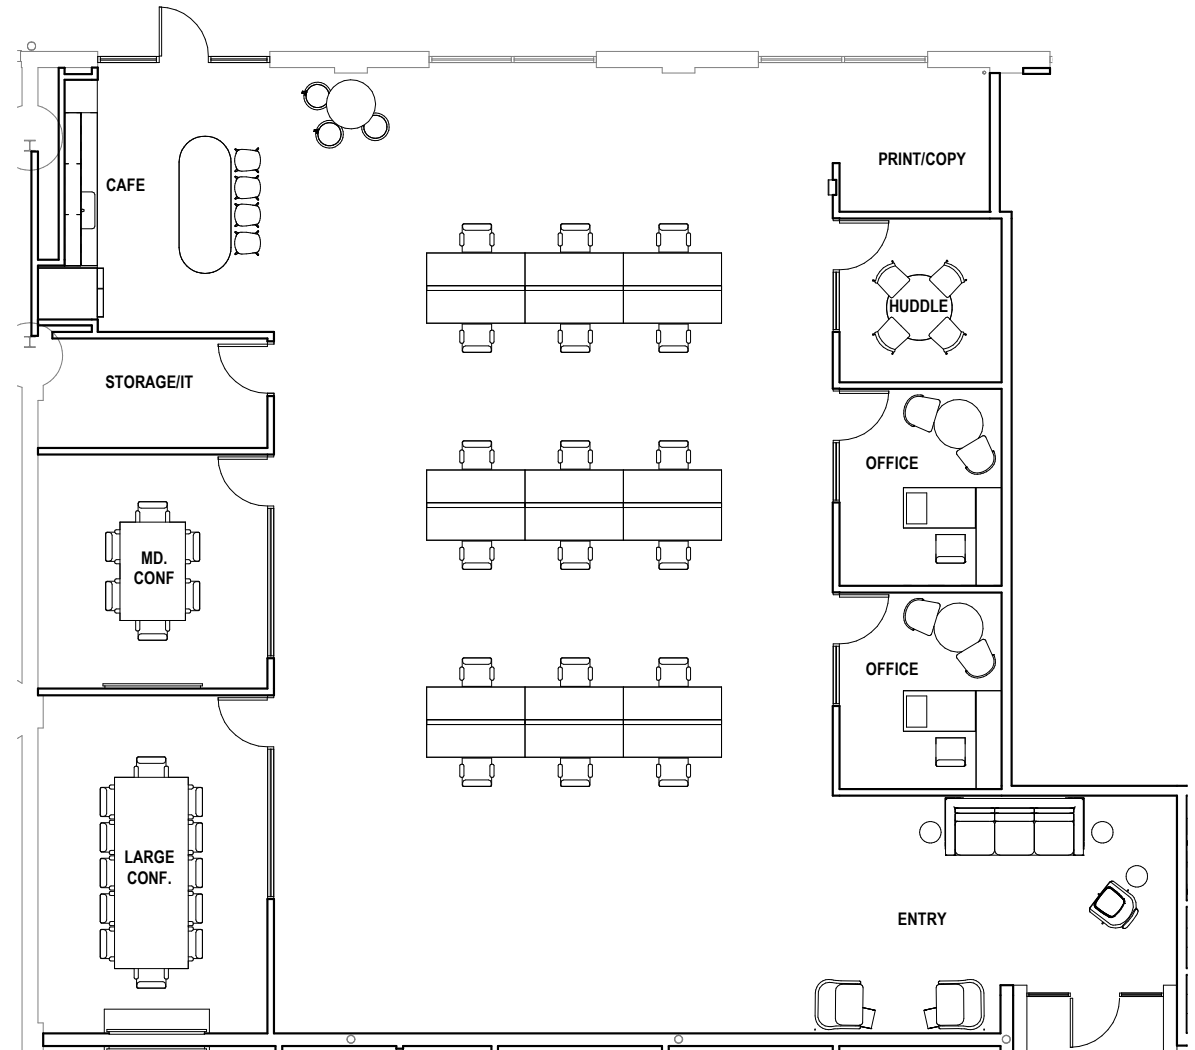 PRINT/COPY
CAFE
HUDDLE
STORAGE/IT
OFFICE
MD.
CONF
OFFICE
LARGE
CONF.
ENTRY